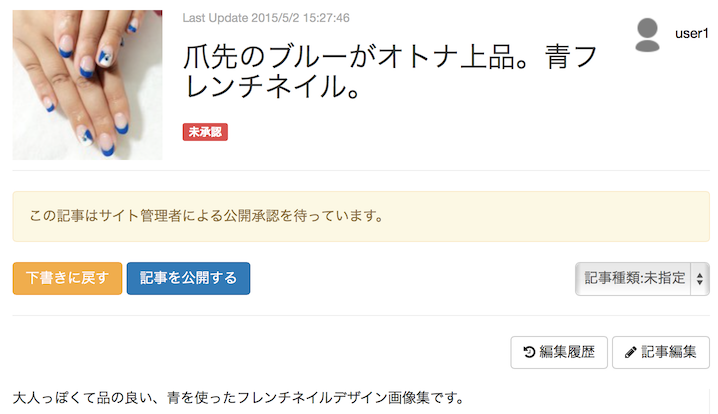 Last Update 2015/5/2 15:27:46
user1
爪先のブルーがオトナ上品。青フ
レンチネイル。
未承認
この記事はサイト管理者による公開承認を待っています。
下書きに戻す 記事を公開する 記事種類:未指定
編集履歴 記事編集
大人っぽくて品の良い、青を使ったフレンチネイルデザイン画像集です。